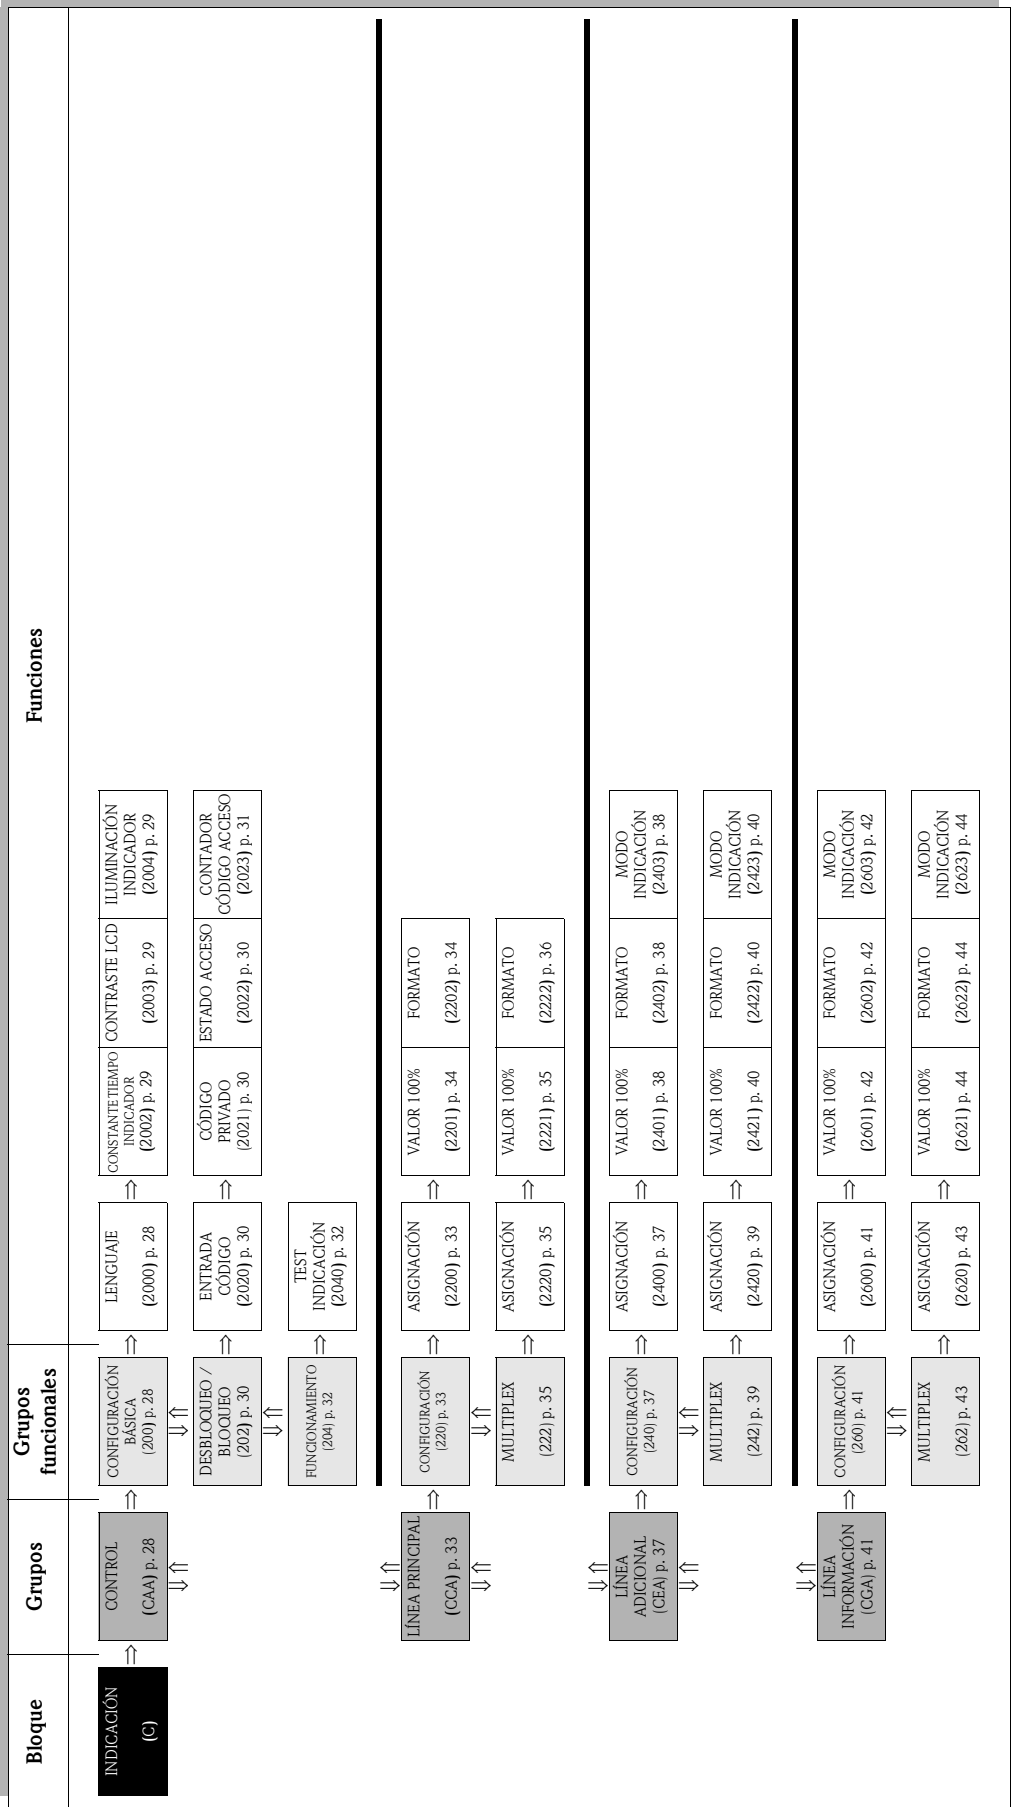 Bloque
Grupos
Grupos
funcionales
Funciones
INDICACIÓN
(C)
⇒
CONTROL
(CAA) p. 28
⇒
CONFIGURACIÓN
BÁSICA
(200) p. 28
⇒
LENGUAJE
(2000) p. 28
⇒
CONSTANTE TIEMPO
INDICADOR
(2002) p. 29
CONTRASTE LCD
(2003) p. 29
ILUMINACIÓN
INDICADOR
(2004) p. 29
DESBLOQUEO /
BLOQUEO
(202) p. 30
⇒
ENTRADA
CÓDIGO
(2020) p. 30
⇒
CÓDIGO
PRIVADO
(2021) p. 30
ESTADO ACCESO
(2022) p. 30
CONTADOR
CÓDIGO ACCESO
(2023) p. 31
FUNCIONAMIENTO
(204) p. 32
⇒
TEST
INDICACIÓN
(2040) p. 32
LÍNEA PRINCIPAL
(CCA) p. 33
⇒
CONFIGURACIÓN
(220) p. 33
⇒
ASIGNACIÓN
(2200) p. 33
⇒
VALOR 100%
(2201) p. 34
FORMATO
(2202) p. 34
MULTIPLEX
(222) p. 35
⇒
ASIGNACIÓN
(2220) p. 35
⇒
VALOR 100%
(2221) p. 35
FORMATO
(2222) p. 36
LÍNEA
ADICIONAL
(CEA) p. 37
⇒
CONFIGURACIÓN
(240) p. 37
⇒
ASIGNACIÓN
(2400) p. 37
⇒
VALOR 100%
(2401) p. 38
FORMATO
(2402) p. 38
MODO
INDICACIÓN
(2403) p. 38
MULTIPLEX
(242) p. 39
⇒
ASIGNACIÓN
(2420) p. 39
⇒
VALOR 100%
(2421) p. 40
FORMATO
(2422) p. 40
MODO
INDICACIÓN
(2423) p. 40
LÍNEA
INFORMACIÓN
(CGA) p. 41
⇒
CONFIGURACIÓN
(260) p. 41
⇒
ASIGNACIÓN
(2600) p. 41
⇒
VALOR 100%
(2601) p. 42
FORMATO
(2602) p. 42
MODO
INDICACIÓN
(2603) p. 42
MULTIPLEX
(262) p. 43
⇒
ASIGNACIÓN
(2620) p. 43
⇒
VALOR 100%
(2621) p. 44
FORMATO
(2622) p. 44
MODO
INDICACIÓN
(2623) p. 44